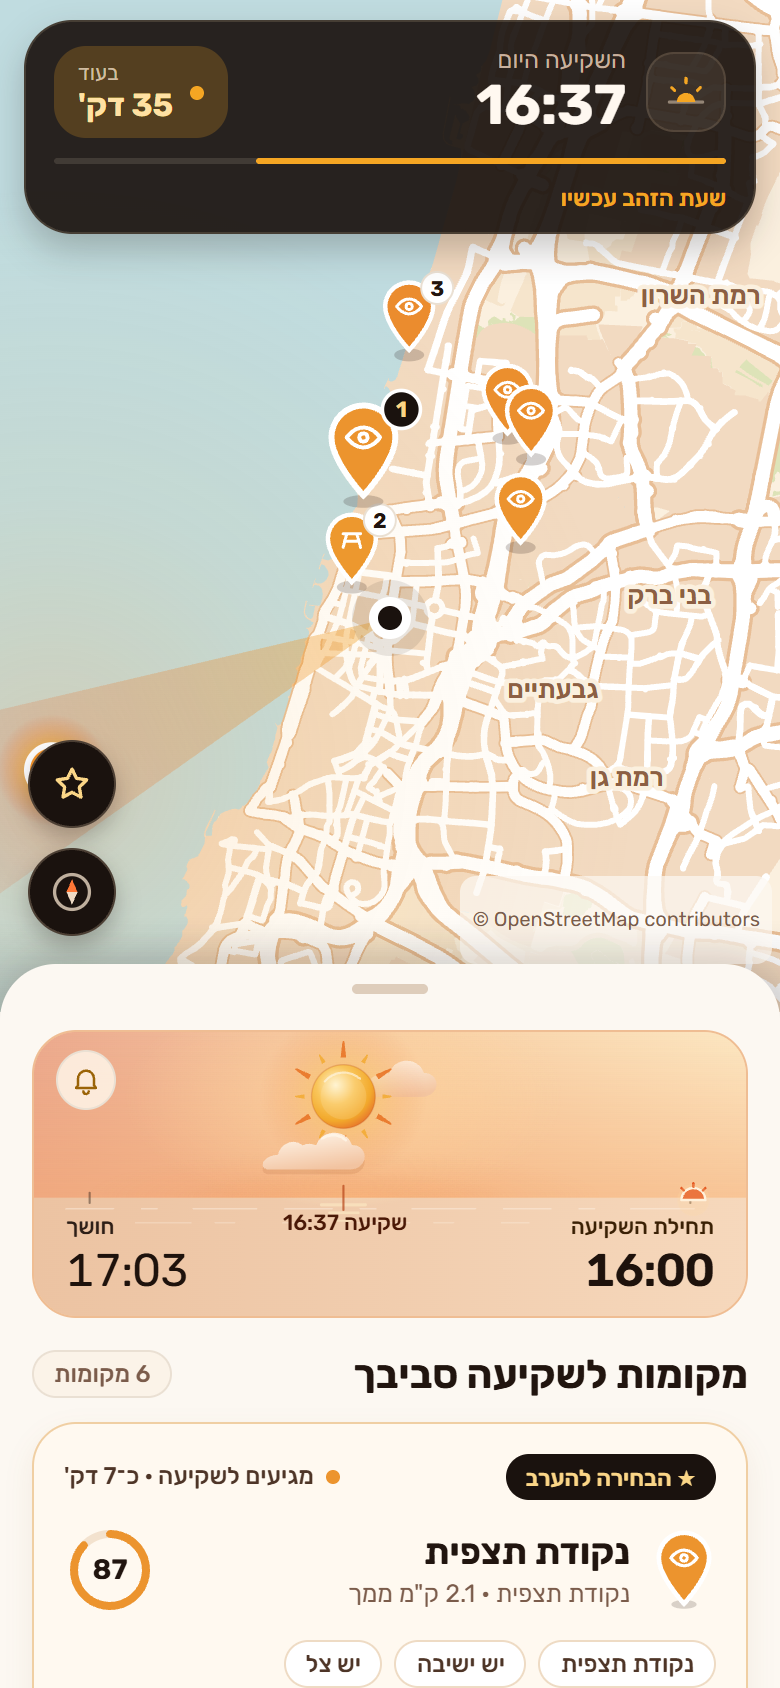 השקיעה היום
16:37
בעוד
35 דק'
שעת הזהב עכשיו
3
רמת השרון
1
2
בני ברק
גבעתיים
רמת גן
© OpenStreetMap contributors
תחילת השקיעה
16:00
שקיעה 16:37
חושך
17:03
מקומות לשקיעה סביבך
6 מקומות
★ הבחירה להערב
מגיעים לשקיעה • כ־7 דק'
נקודת תצפית
87
נקודת תצפית • 2.1 ק"מ ממך
נקודת תצפית
יש ישיבה
יש צל